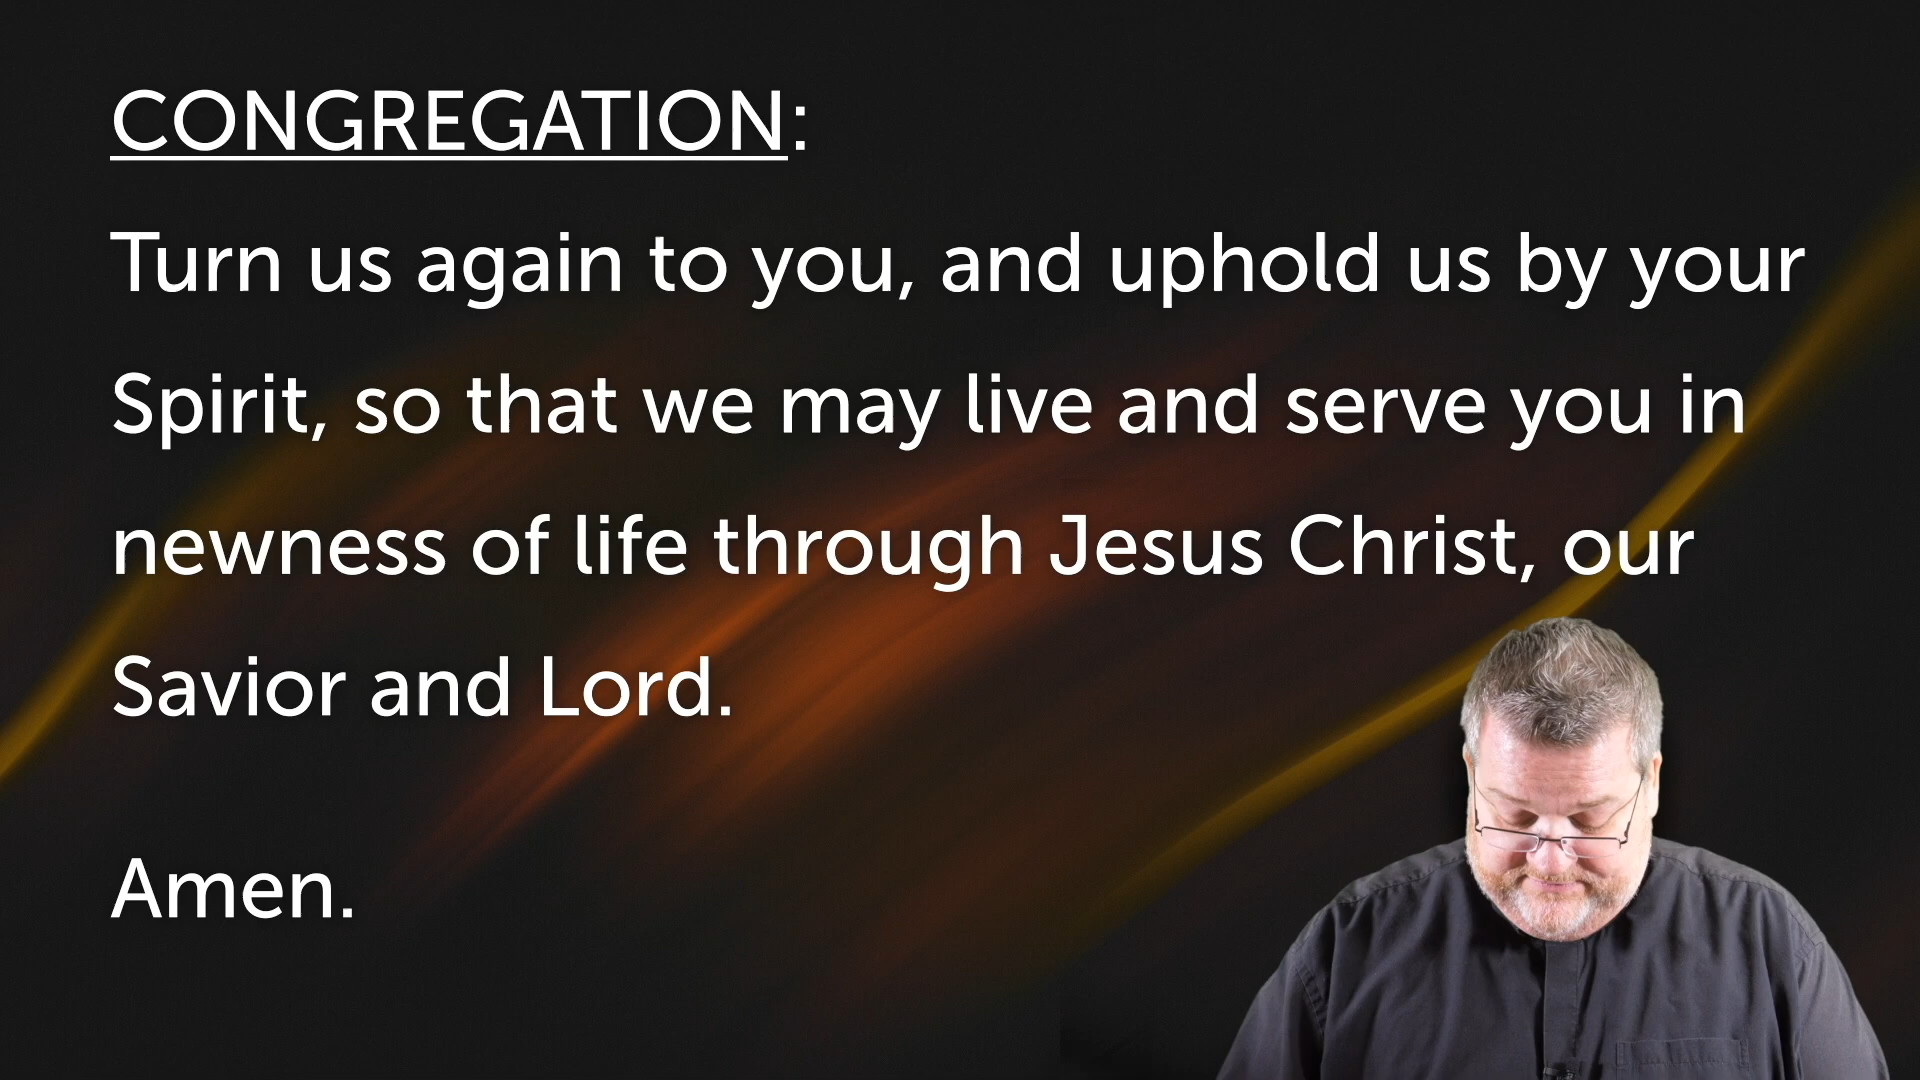 CONGREGATION:
Turn us again to you, and uphold us by your
Spirit, so that we may live and serve you in
newness of life through Jesus Christ, our
Savior and Lord.
Amen.